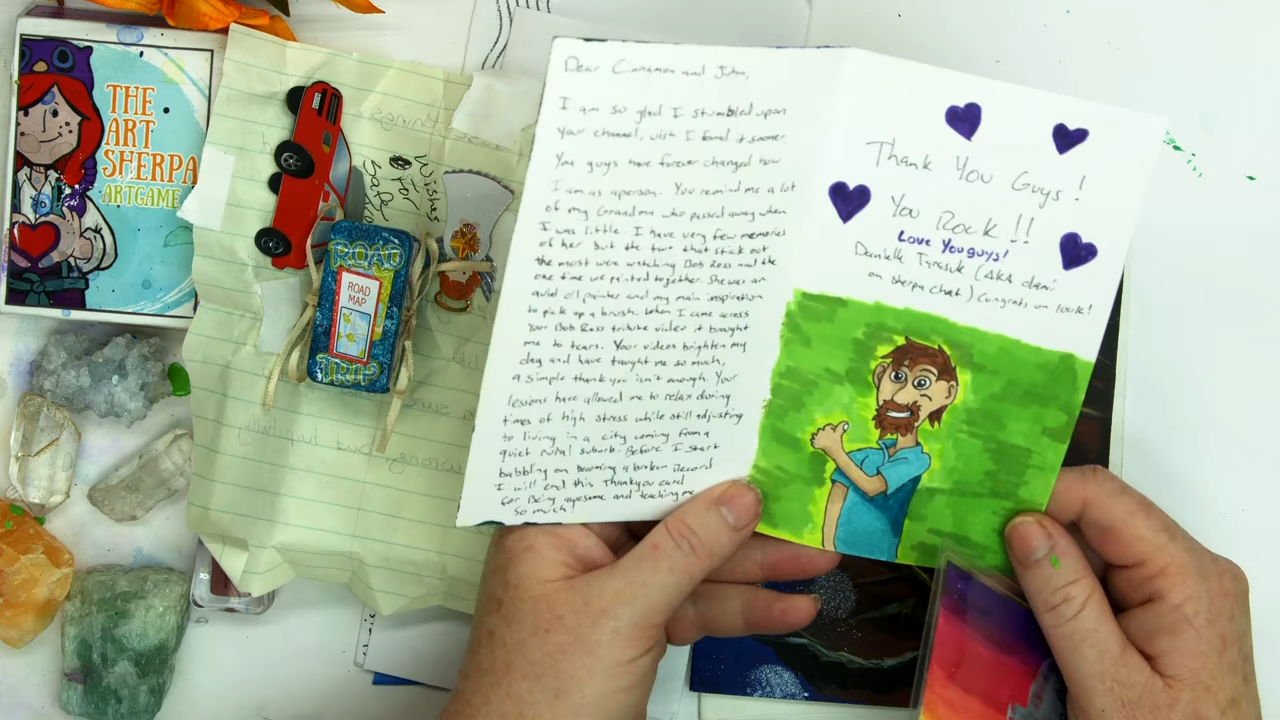 THE
ART
SHERPA
ARTGAME
Wishes
for
Safe
ROAD
ROAD
MAP
TRIP
Dear Cinnamon and John,
I am so glad I stumbled upon
your channel, wish I found it sooner.
You guys have forever changed how
I am as a person. You remind me a lot
of my Grandma who passed away when
I was little. I have very few memories
of her but the two that stick out
the most were watching Bob Ross and the
one time we painted together. She was an
avid oil painter and my main inspiration
to pick up a brush. When I came across
your Bob Ross tribute video it brought
me to tears. Your videos brighten my
day and have taught me so much,
a simple thank you isn't enough. Your
lessons have allowed me to relax during
times of high stress while still adjusting
to living in a city coming from a
quiet rural suburb. Before I start
babbling on becoming a broken record
I will end this Thank you card
for Being awesome and teaching me
so much!
Thank You Guys!
You Rock!!
Love You guys!
Danielle (AKA
on sherpa chat) Congrats on